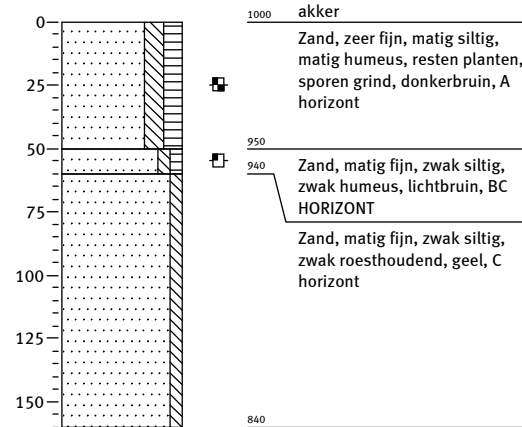 0
25
50
75
100
125
150
1000
akker
Zand, zeer fijn, matig siltig,
matig humeus, resten planten,
sporen grind, donkerbruin, A
horizont
950
940
Zand, matig fijn, zwak siltig,
zwak humeus, lichtbruin, BC
HORIZONT
Zand, matig fijn, zwak siltig,
zwak roesthoudend, geel, C
horizont
840